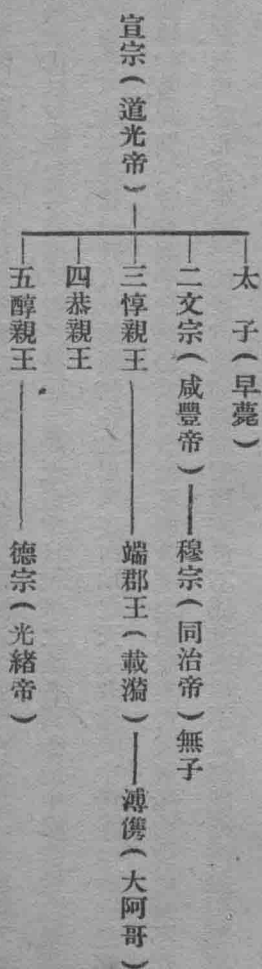 宣宗（道光帝）
太　子（早薨）
二文宗（咸豐帝）穆宗（同治帝）無子
三惇親王 端郡王（載漪）溥儁（大阿哥）
四恭親王
五醇親王 德宗（光緒帝）